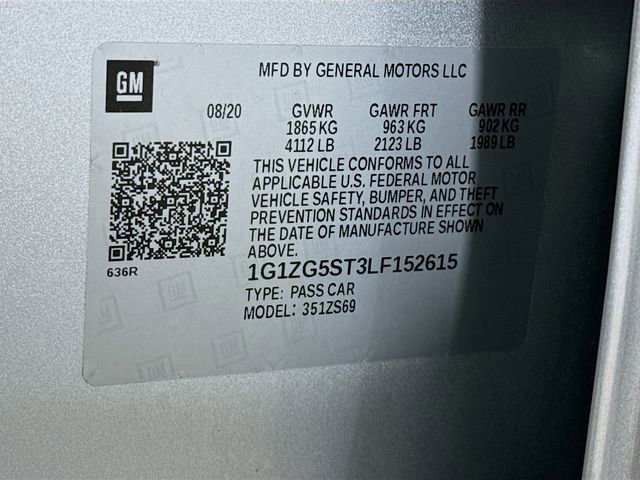 GM
MFD BY GENERAL MOTORS LLC
08/20 GVWR GAWR FRT GAWR RR
1865 KG 963 KG 902 KG
4112 LB 2123 LB 1989 LB
THIS VEHICLE CONFORMS TO ALL
APPLICABLE U.S. FEDERAL MOTOR
VEHICLE SAFETY, BUMPER, AND THEFT
PREVENTION STANDARDS IN EFFECT ON
THE DATE OF MANUFACTURE SHOWN
ABOVE.
636R
1G1ZG5ST3LF152615
TYPE: PASS CAR
MODEL: 351ZS69